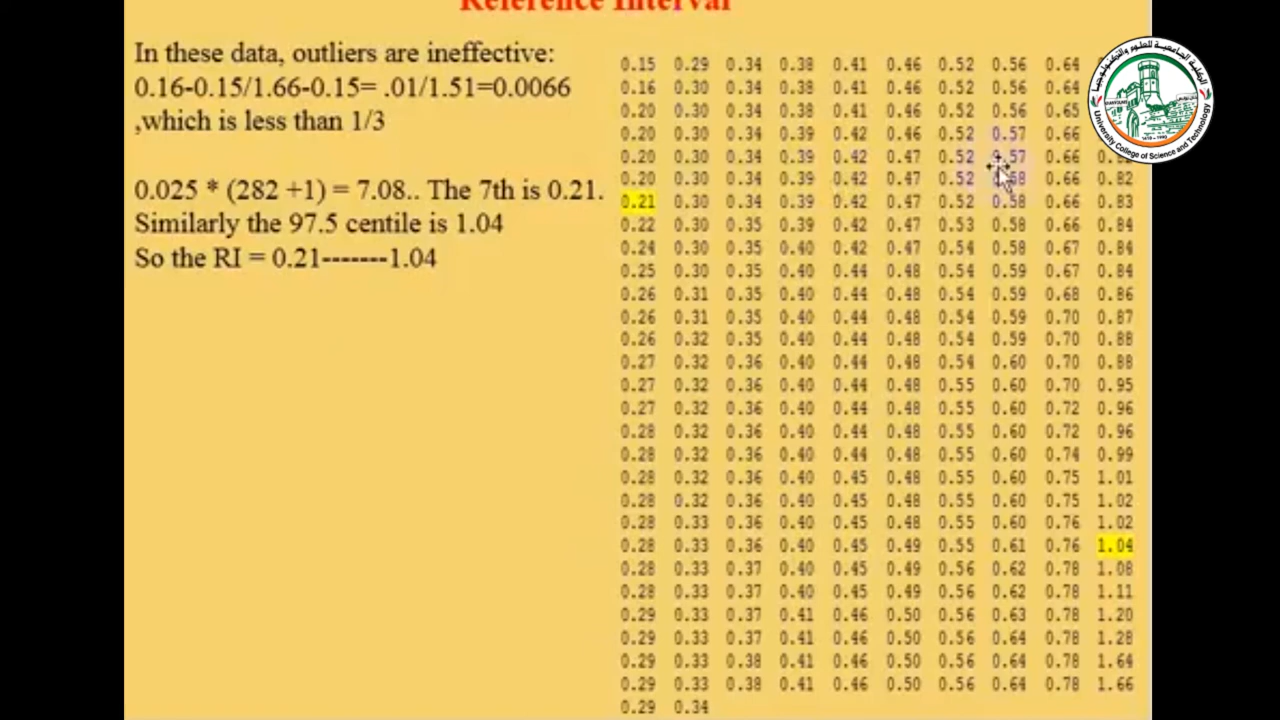 Reference Interval
In these data, outliers are ineffective:
0.16-0.15/1.66-0.15= .01/1.51=0.0066
,which is less than 1/3
0.025 * (282 +1) = 7.08.. The 7th is 0.21.
Similarly the 97.5 centile is 1.04
So the RI = 0.21-------1.04
0.15 0.29 0.34 0.38 0.41 0.46 0.52 0.56 0.64
0.16 0.30 0.34 0.38 0.41 0.46 0.52 0.56 0.64
0.20 0.30 0.34 0.38 0.41 0.46 0.52 0.56 0.65
0.20 0.30 0.34 0.39 0.42 0.46 0.52 0.57 0.66
0.20 0.30 0.34 0.39 0.42 0.47 0.52 0.66
0.20 0.30 0.34 0.39 0.42 0.47 0.52 0.66 0.82
0.21 0.30 0.34 0.39 0.42 0.47 0.52 0.58 0.66 0.83
0.22 0.30 0.35 0.39 0.42 0.47 0.53 0.58 0.66 0.84
0.24 0.30 0.35 0.40 0.42 0.47 0.54 0.58 0.67 0.84
0.25 0.30 0.35 0.40 0.44 0.48 0.54 0.59 0.67 0.84
0.26 0.31 0.35 0.40 0.44 0.48 0.54 0.59 0.68 0.86
0.26 0.31 0.35 0.40 0.44 0.48 0.54 0.59 0.70 0.87
0.26 0.32 0.35 0.40 0.44 0.48 0.54 0.59 0.70 0.88
0.27 0.32 0.36 0.40 0.44 0.48 0.54 0.60 0.70 0.88
0.27 0.32 0.36 0.40 0.44 0.48 0.55 0.60 0.70 0.95
0.27 0.32 0.36 0.40 0.44 0.48 0.55 0.60 0.72 0.96
0.28 0.32 0.36 0.40 0.44 0.48 0.55 0.60 0.72 0.96
0.28 0.32 0.36 0.40 0.44 0.48 0.55 0.60 0.74 0.99
0.28 0.32 0.36 0.40 0.45 0.48 0.55 0.60 0.75 1.01
0.28 0.32 0.36 0.40 0.45 0.48 0.55 0.60 0.75 1.02
0.28 0.33 0.36 0.40 0.45 0.48 0.55 0.60 0.76 1.02
0.28 0.33 0.36 0.40 0.45 0.49 0.55 0.61 0.76 1.04
0.28 0.33 0.37 0.40 0.45 0.49 0.56 0.62 0.78 1.08
0.28 0.33 0.37 0.40 0.45 0.49 0.56 0.62 0.78 1.11
0.29 0.33 0.37 0.41 0.46 0.50 0.56 0.63 0.78 1.20
0.29 0.33 0.37 0.41 0.46 0.50 0.56 0.64 0.78 1.28
0.29 0.33 0.38 0.41 0.46 0.50 0.56 0.64 0.78 1.64
0.29 0.33 0.38 0.41 0.46 0.50 0.56 0.64 0.78 1.66
0.29 0.34
الكلية الجامعية للعلوم والتكنولوجيا
University College of Science and Technology